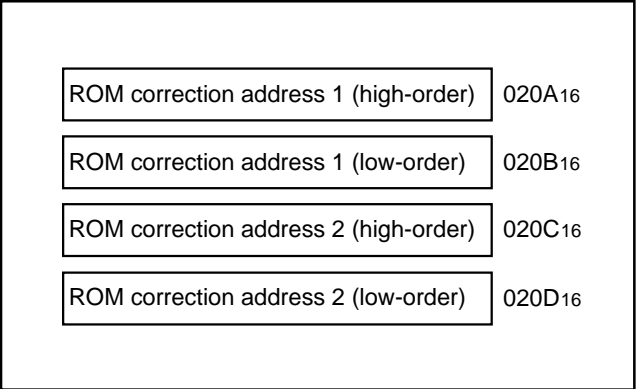 ROM correction address 1 (high-order) 020A16
ROM correction address 1 (low-order) 020B16
ROM correction address 2 (high-order) 020C16
ROM correction address 2 (low-order) 020D16